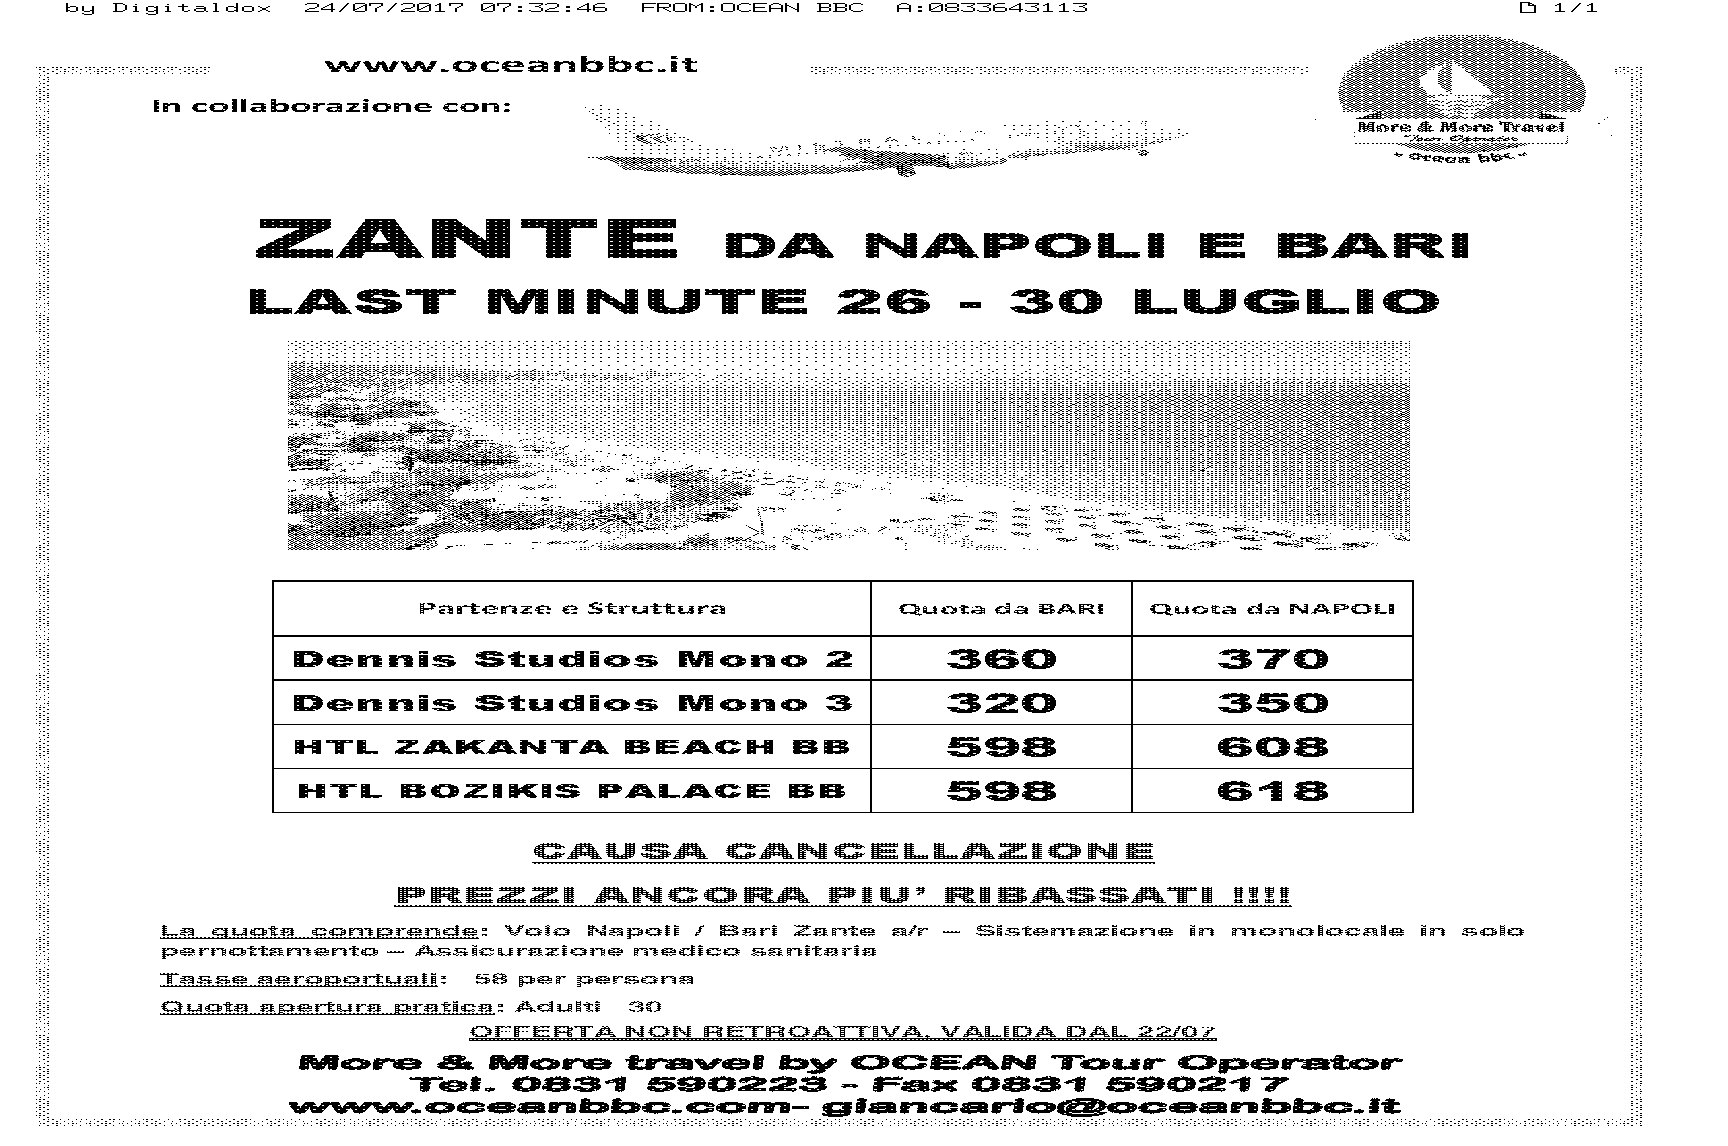 by Digitaldox 24/07/2017 07:32:46 FROM:OCEAN BBC A:0833643113 1/1
www.oceanbbc.it
In collaborazione con:
More & More Travel
Tour Operator
"ocean bbc"
ZANTE DA NAPOLI E BARI
LAST MINUTE 26 - 30 LUGLIO
Partenze e Struttura Quota da BARI Quota da NAPOLI
Dennis Studios Mono 2 360 370
Dennis Studios Mono 3 320 350
HTL ZAKANTA BEACH BB 598 608
HTL BOZIKIS PALACE BB 598 618
CAUSA CANCELLAZIONE
PREZZI ANCORA PIU' RIBASSATI !!!!
La quota comprende: Volo Napoli / Bari Zante a/r – Sistemazione in monolocale in solo
pernottamento – Assicurazione medico sanitaria
Tasse aeroportuali: 58 per persona
Quota apertura pratica: Adulti 30
OFFERTA NON RETROATTIVA, VALIDA DAL 22/07
More & More travel by OCEAN Tour Operator
Tel. 0831 590223 - Fax 0831 590217
www.oceanbbc.com- giancarlo@oceanbbc.it